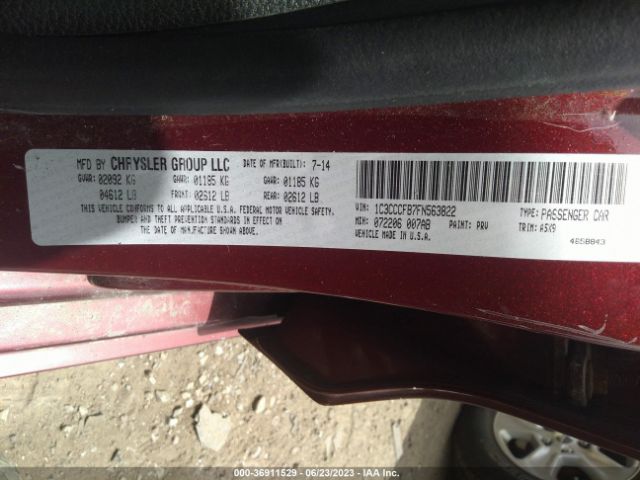 MFD BY CHRYSLER GROUP LLC DATE OF MFR(BUILT): 7-14
GVWR: 02092 KG GAWR: 01185 KG GAWR: 01185 KG
04612 LB FRONT: 02612 LB REAR: 02612 LB
THIS VEHICLE CONFORMS TO ALL APPLICABLE U.S.A. FEDERAL MOTOR VEHICLE SAFETY,
BUMPER AND THEFT PREVENTION STANDARDS IN EFFECT ON
THE DATE OF MANUFACTURE SHOWN ABOVE.
VIN: 1C3CCCFB7FN563822 TYPE: PASSENGER CAR
MDH: 072206 007AB PAINT: PRV TRIM: A5X9
VEHICLE MADE IN U.S.A. 4658843
000-36911529 - 06/23/2023 - IAA Inc.